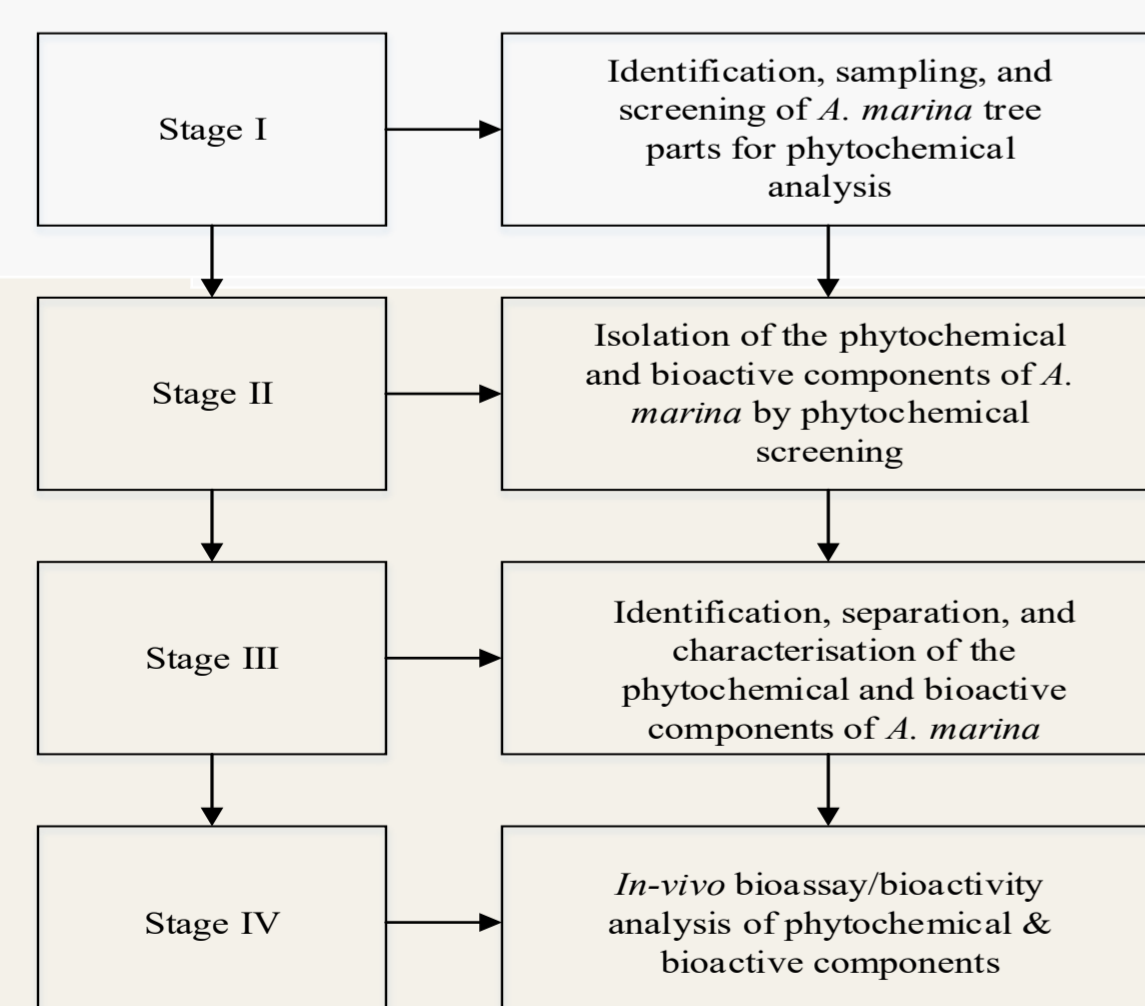 Stage I
Identification, sampling, and
screening of A. marina tree
parts for phytochemical
analysis
Stage II
Isolation of the phytochemical
and bioactive components of A.
marina by phytochemical
screening
Stage III
Identification, separation, and
characterisation of the
phytochemical and bioactive
components of A. marina
Stage IV
In-vivo bioassay/bioactivity
analysis of phytochemical &
bioactive components